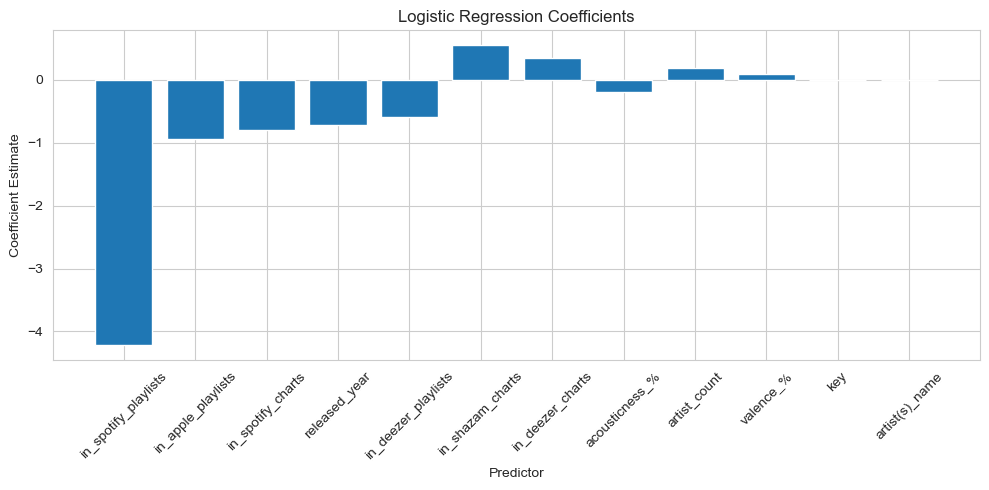 Logistic Regression Coefficients
Coefficient Estimate
0
−1
−2
−3
−4
in_spotify_playlists
in_apple_playlists
in_spotify_charts
released_year
in_deezer_playlists
in_shazam_charts
in_deezer_charts
acousticness_%
artist_count
valence_%
key
artist(s)_name
Predictor